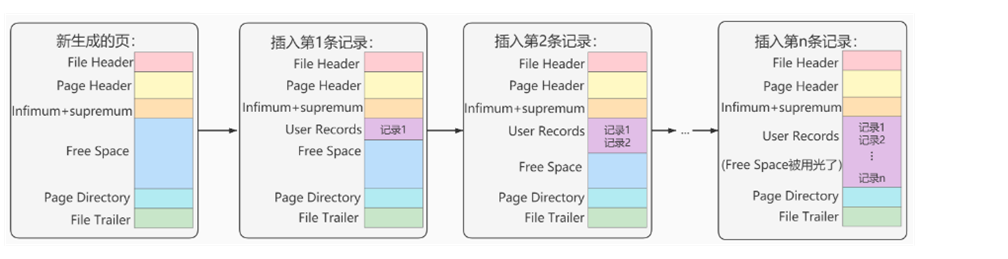 新生成的页：
File Header
Page Header
Infimum+supremum
Free Space
Page Directory
File Trailer
插入第1条记录：
File Header
Page Header
Infimum+supremum
User Records
记录1
Free Space
Page Directory
File Trailer
插入第2条记录：
File Header
Page Header
Infimum+supremum
User Records
记录1
记录2
Free Space
Page Directory
File Trailer
...
插入第n条记录：
File Header
Page Header
Infimum+supremum
User Records
记录1
记录2
⋮
记录n
(Free Space被用光了)
Page Directory
File Trailer